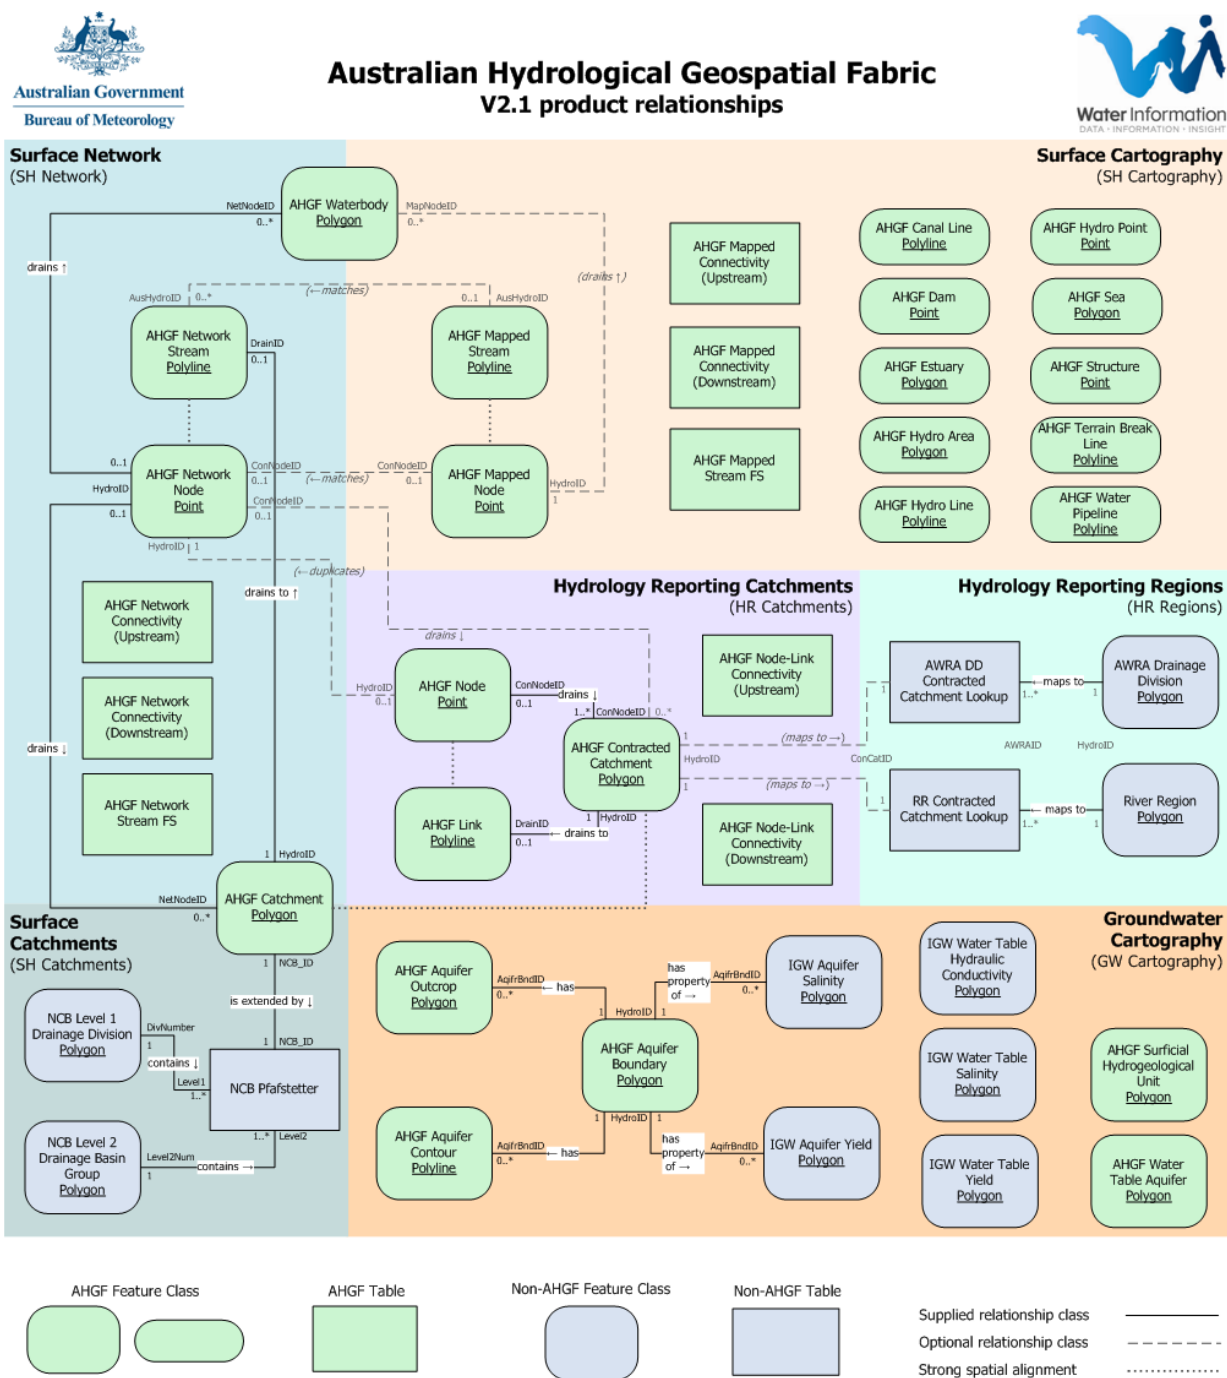 Australian Government
Bureau of Meteorology
Australian Hydrological Geospatial Fabric
V2.1 product relationships
Water Information
DATA • INFORMATION • INSIGHT
Surface Network
(SH Network)
Surface Cartography
(SH Cartography)
NetNodeID
0..*
AHGF Waterbody
Polygon
MapNodeID
0..*
drains ↑
(drains ↑)
AusHydroID
0..*
(←matches)
0..1
AusHydroID
AHGF Network
Stream
Polyline
DrainID
0..1
AHGF Mapped
Stream
Polyline
AHGF Mapped
Connectivity
(Upstream)
AHGF Mapped
Connectivity
(Downstream)
AHGF Mapped
Stream FS
AHGF Canal Line
Polyline
AHGF Hydro Point
Point
AHGF Dam
Point
AHGF Sea
Polygon
AHGF Estuary
Polygon
AHGF Structure
Point
AHGF Hydro Area
Polygon
AHGF Terrain Break
Line
Polyline
AHGF Hydro Line
Polyline
AHGF Water
Pipeline
Polyline
0..1
HydroID
0..1
AHGF Network
Node
Point
ConNodeID
0..1
ConNodeID
0..1
(←matches)
ConNodeID
0..1
AHGF Mapped
Node
Point
HydroID
1
HydroID
1
(←duplicates)
drains to ↑
AHGF Network
Connectivity
(Upstream)
AHGF Network
Connectivity
(Downstream)
AHGF Network
Stream FS
drains ↓
Hydrology Reporting Catchments
(HR Catchments)
drains ↓
HydroID
0..1
AHGF Node
Point
ConNodeID
0..1
drains ↓
1..*
ConNodeID
0..*
AHGF Node-Link
Connectivity
(Upstream)
AHGF Contracted
Catchment
Polygon
1
HydroID
1
(maps to →)
(maps to →)
1
HydroID
AHGF Link
Polyline
DrainID
0..1
← drains to
AHGF Node-Link
Connectivity
(Downstream)
Hydrology Reporting Regions
(HR Regions)
1
AWRA DD
Contracted
Catchment Lookup
1..*
←maps to
1
AWRA Drainage
Division
Polygon
ConCatID
AWRAID
HydroID
1
RR Contracted
Catchment Lookup
1..*
← maps to
1
River Region
Polygon
1
HydroID
NetNodeID
0..*
AHGF Catchment
Polygon
Surface
Catchments
(SH Catchments)
1
NCB_ID
is extended by ↓
1
NCB_ID
NCB Level 1
Drainage Division
Polygon
DivNumber
1
contains ↓
Level1
1..*
NCB Pfafstetter
1..*
Level2
NCB Level 2
Drainage Basin
Group
Polygon
Level2Num
1
contains →
Groundwater
Cartography
(GW Cartography)
AHGF Aquifer
Outcrop
Polygon
AqifrBndID
0..*
← has
has
property
of →
AqifrBndID
0..*
IGW Aquifer
Salinity
Polygon
1
HydroID
1
AHGF Aquifer
Boundary
Polygon
1
HydroID
1
AHGF Aquifer
Contour
Polyline
AqifrBndID
0..*
← has
has
property
of →
AqifrBndID
0..*
IGW Aquifer Yield
Polygon
IGW Water Table
Hydraulic
Conductivity
Polygon
IGW Water Table
Salinity
Polygon
IGW Water Table
Yield
Polygon
AHGF Surficial
Hydrogeological
Unit
Polygon
AHGF Water
Table Aquifer
Polygon
AHGF Feature Class
AHGF Table
Non-AHGF Feature Class
Non-AHGF Table
Supplied relationship class
Optional relationship class
Strong spatial alignment